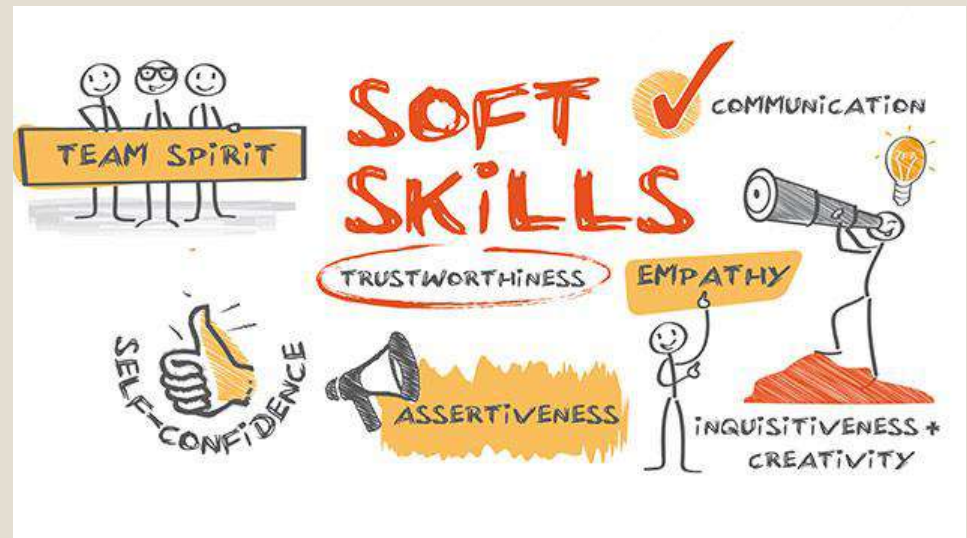 TEAM SPiRiT
SOFT
SKiLLS
COMMUNiCATiON
TRUSTWORTHiNESS
EMPATHY
SELF-CONFiDENCE
ASSERTiVENESS
iNQUiSiTiVENESS +
CREATiViTY